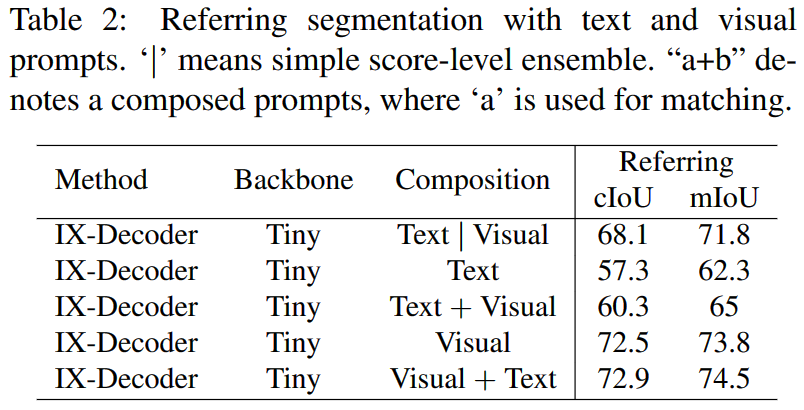 Table 2: Referring segmentation with text and visual
prompts. ‘|’ means simple score-level ensemble. “a+b” de-
notes a composed prompts, where ‘a’ is used for matching.
Method Backbone Composition Referring
cIoU mIoU
IX-Decoder Tiny Text | Visual 68.1 71.8
IX-Decoder Tiny Text 57.3 62.3
IX-Decoder Tiny Text + Visual 60.3 65
IX-Decoder Tiny Visual 72.5 73.8
IX-Decoder Tiny Visual + Text 72.9 74.5